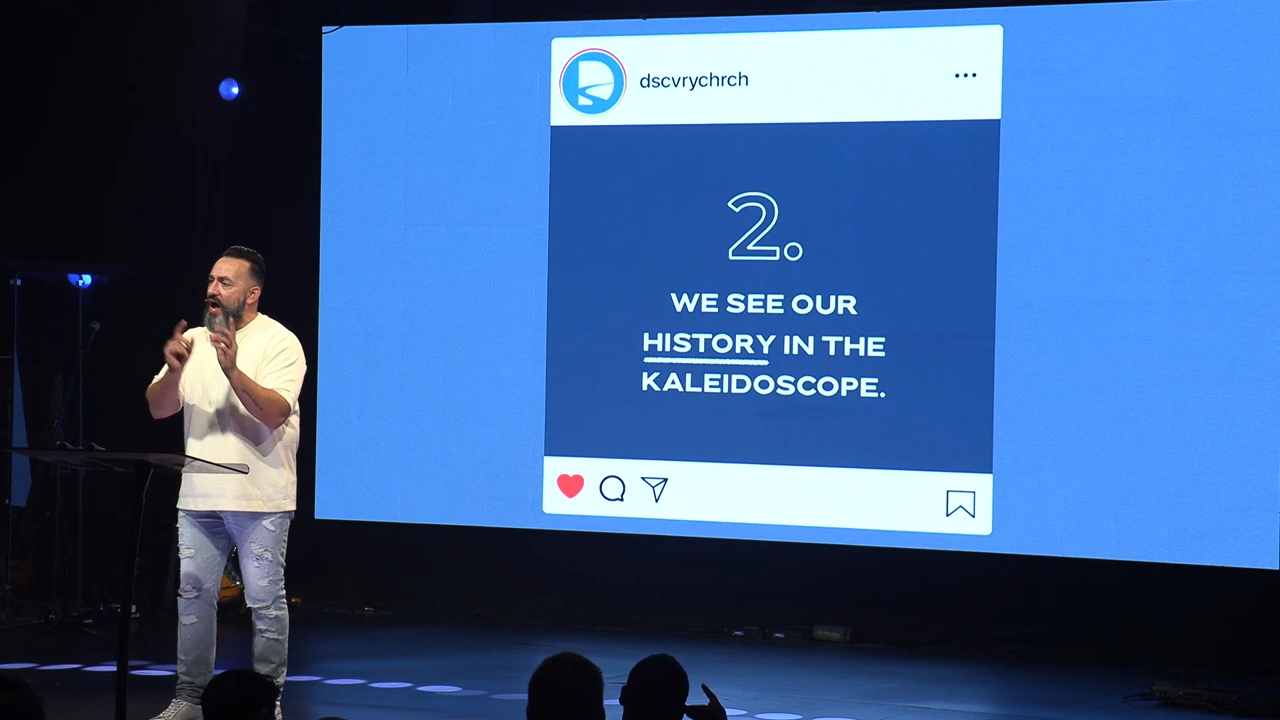 dscvrychrch
2.
WE SEE OUR
HISTORY IN THE
KALEIDOSCOPE.